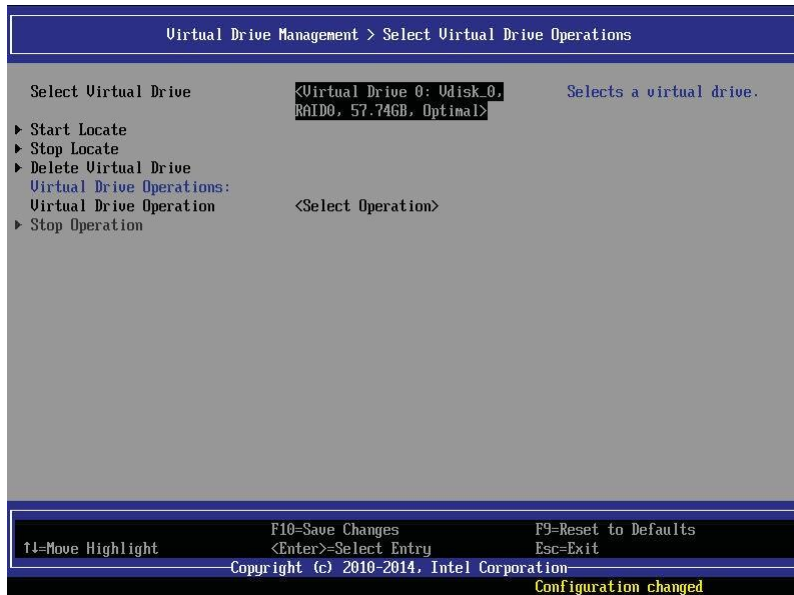 Virtual Drive Management > Select Virtual Drive Operations
Select Virtual Drive <Virtual Drive 0: Vdisk_0, Selects a virtual drive.
RAID0, 57.74GB, Optimal>
▶ Start Locate
▶ Stop Locate
▶ Delete Virtual Drive
Virtual Drive Operations:
Virtual Drive Operation <Select Operation>
▶ Stop Operation
F10=Save Changes F9=Reset to Defaults
↑↓=Move Highlight <Enter>=Select Entry Esc=Exit
Copyright (c) 2010-2014, Intel Corporation
Configuration changed